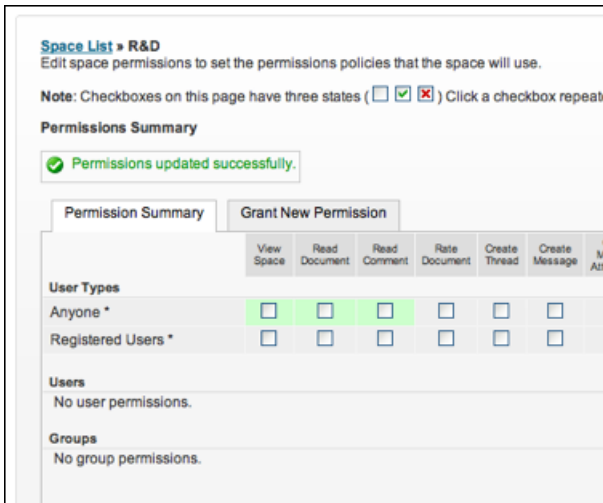 Space List » R&D
Edit space permissions to set the permissions policies that the space will use.
Note: Checkboxes on this page have three states ( ) Click a checkbox repeat
Permissions Summary
Permissions updated successfully.
Permission Summary Grant New Permission
View Space Read Document Read Comment Rate Document Create Thread Create Message
User Types
Anyone *
Registered Users *
Users
No user permissions.
Groups
No group permissions.